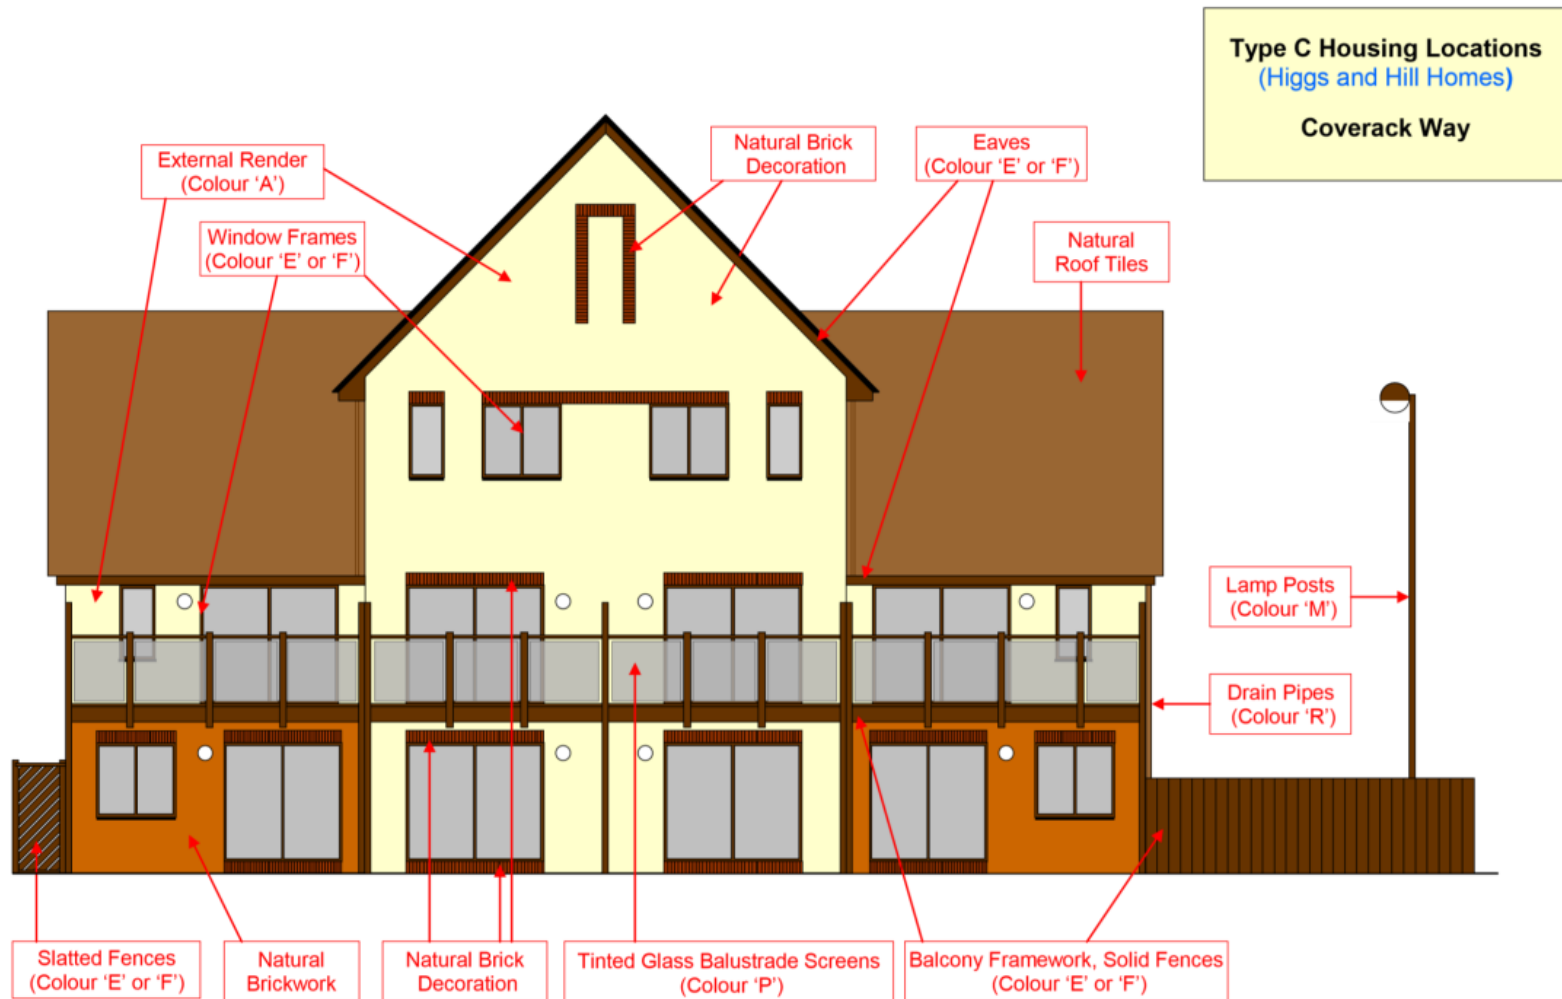 Type C Housing Locations
(Higgs and Hill Homes)
Coverack Way
External Render
(Colour ‘A’)
Natural Brick
Decoration
Eaves
(Colour ‘E’ or ‘F’)
Window Frames
(Colour ‘E’ or ‘F’)
Natural
Roof Tiles
Lamp Posts
(Colour ‘M’)
Drain Pipes
(Colour ‘R’)
Slatted Fences
(Colour ‘E’ or ‘F’)
Natural
Brickwork
Natural Brick
Decoration
Tinted Glass Balustrade Screens
(Colour ‘P’)
Balcony Framework, Solid Fences
(Colour ‘E’ or ‘F’)